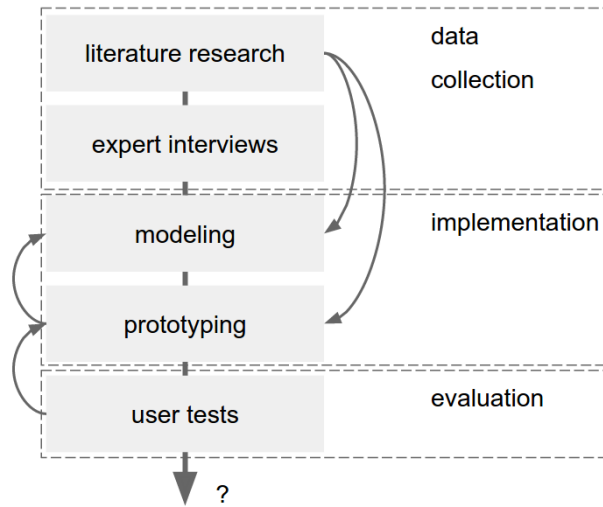 literature research
data
collection
expert interviews
modeling
implementation
prototyping
user tests
evaluation
?